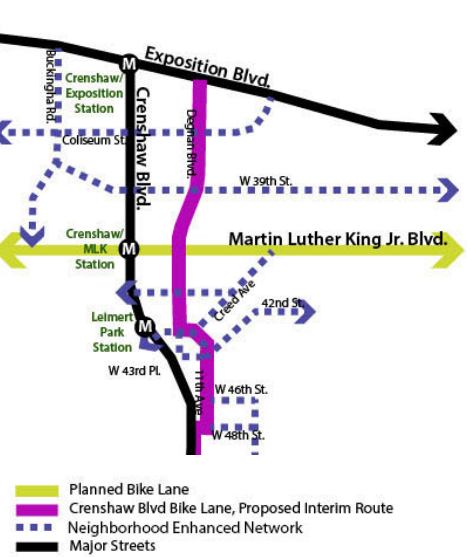 Exposition Blvd.
Buckingha Rd.
M
Crenshaw/
Exposition
Station
Crenshaw Blvd.
Degnan Blvd.
Coliseum St.
W 39th St.
Crenshaw/
MLK
Station
M
Martin Luther King Jr. Blvd.
Creed Ave
42nd St.
Leimert
Park
Station
M
W 43rd Pl.
11th Ave.
W 46th St.
W 48th St.
Planned Bike Lane
Crenshaw Blvd Bike Lane, Proposed Interim Route
Neighborhood Enhanced Network
Major Streets